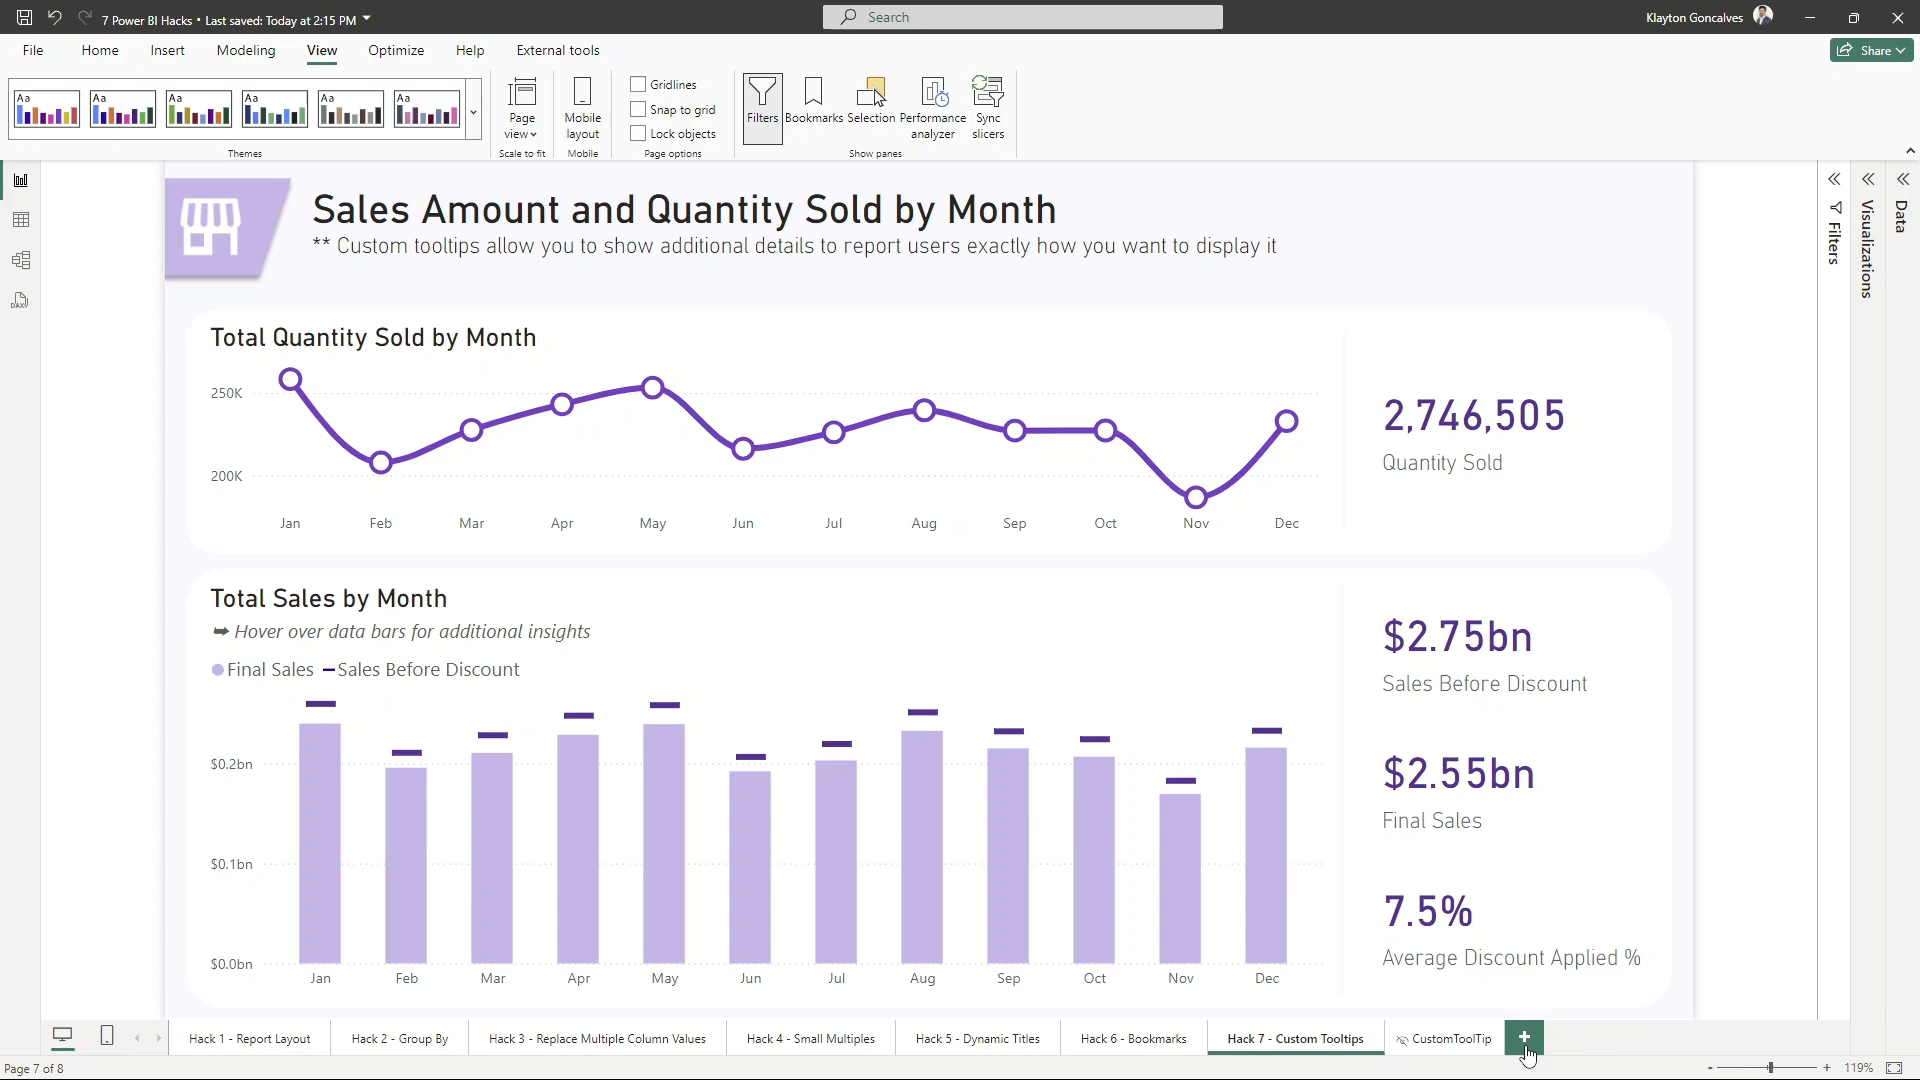 7 Power BI Hacks • Last saved: Today at 2:15 PM
Search
Klayton Goncalves
File Home Insert Modeling View Optimize Help External tools
Share
Aa Aa Aa Aa Aa Aa
Themes
Page view
Scale to fit
Mobile layout
Mobile
Gridlines
Snap to grid
Lock objects
Page options
Filters
Bookmarks
Selection
Performance analyzer
Sync slicers
Show panes
DAX
Sales Amount and Quantity Sold by Month
** Custom tooltips allow you to show additional details to report users exactly how you want to display it
Filters
Visualizations
Data
Total Quantity Sold by Month
250K
200K
Jan Feb Mar Apr May Jun Jul Aug Sep Oct Nov Dec
2,746,505
Quantity Sold
Total Sales by Month
➥ Hover over data bars for additional insights
Final Sales Sales Before Discount
$0.2bn
$0.1bn
$0.0bn
Jan Feb Mar Apr May Jun Jul Aug Sep Oct Nov Dec
$2.75bn
Sales Before Discount
$2.55bn
Final Sales
7.5%
Average Discount Applied %
Hack 1 - Report Layout
Hack 2 - Group By
Hack 3 - Replace Multiple Column Values
Hack 4 - Small Multiples
Hack 5 - Dynamic Titles
Hack 6 - Bookmarks
Hack 7 - Custom Tooltips
CustomToolTip
+
Page 7 of 8
- + 119%